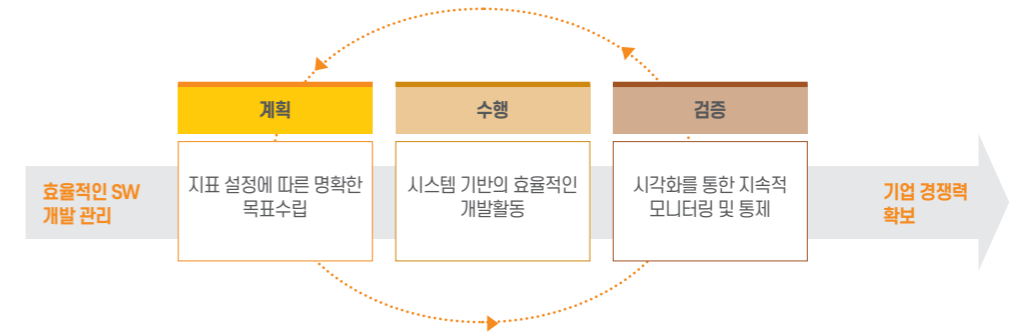 계획
수행
검증
효율적인 SW
개발 관리
지표 설정에 따른 명확한
목표수립
시스템 기반의 효율적인
개발활동
시각화를 통한 지속적
모니터링 및 통제
기업 경쟁력
확보